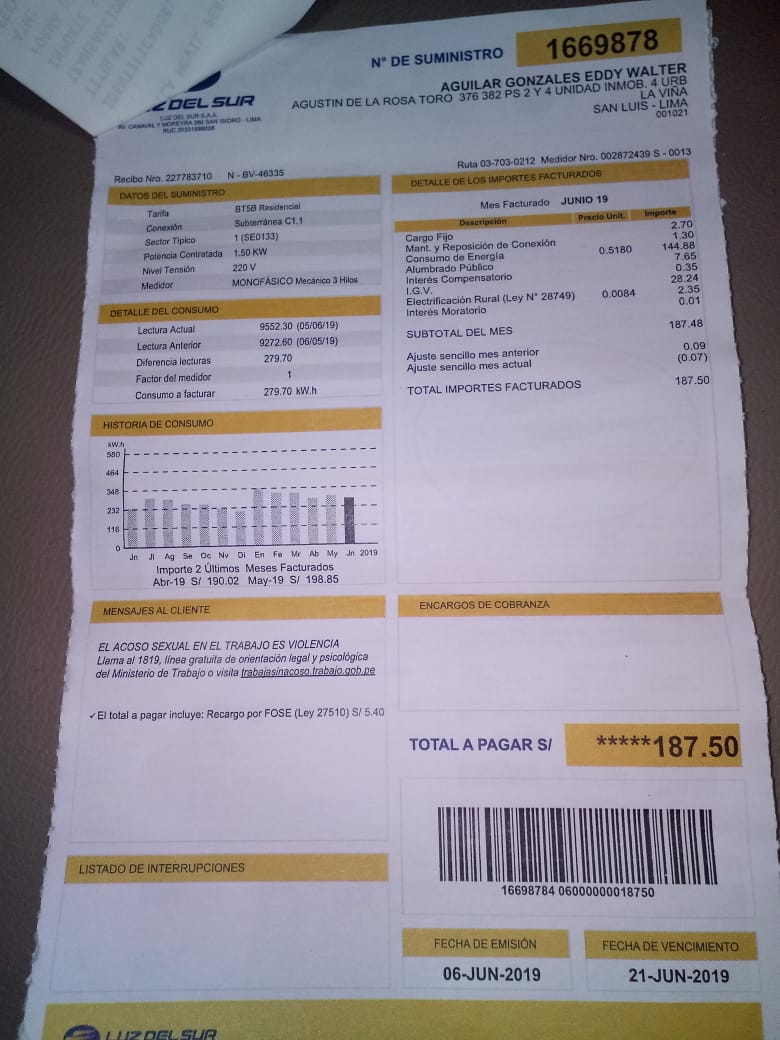 N° DE SUMINISTRO 1669878
AGUILAR GONZALES EDDY WALTER
AGUSTIN DE LA ROSA TORO 376 382 PS 2 Y 4 UNIDAD INMOB. 4 URB
LA VIÑA
SAN LUIS - LIMA
001021
Z DEL SUR
LUZ DEL SUR S.A.A.
AV. CANAVAL Y MOREYRA 380 SAN ISIDRO - LIMA
Recibo Nro. 227783710 N - BV-46335
Ruta 03-703-0212 Medidor Nro. 002872439 S - 0013
DATOS DEL SUMINISTRO
Tarifa BT5B Residencial
Conexión Subterránea C1.1
Sector Típico 1 (SE0133)
Potencia Contratada 1.50 KW
Nivel Tensión 220 V
Medidor MONOFÁSICO Mecánico 3 Hilos
DETALLE DEL CONSUMO
Lectura Actual 9552.30 (05/06/19)
Lectura Anterior 9272.60 (06/05/19)
Diferencia lecturas 279.70
Factor del medidor 1
Consumo a facturar 279.70 kW.h
HISTORIA DE CONSUMO
kW.h
580
464
348
232
116
0
Jn Jl Ag Se Oc Nv Di En Fe Mr Ab My Jn 2019
Importe 2 Últimos Meses Facturados
Abr-19 S/ 190.02 May-19 S/ 198.85
DETALLE DE LOS IMPORTES FACTURADOS
Mes Facturado JUNIO 19
Descripción Precio Unit. Importe
Cargo Fijo 2.70
Mant. y Reposición de Conexión 1.30
Consumo de Energía 0.5180 144.88
Alumbrado Público 7.65
Interés Compensatorio 0.35
I.G.V. 28.24
Electrificación Rural (Ley N° 28749) 0.0084 2.35
Interés Moratorio 0.01
SUBTOTAL DEL MES 187.48
Ajuste sencillo mes anterior 0.09
Ajuste sencillo mes actual (0.07)
TOTAL IMPORTES FACTURADOS 187.50
MENSAJES AL CLIENTE
EL ACOSO SEXUAL EN EL TRABAJO ES VIOLENCIA
Llama al 1819, línea gratuita de orientación legal y psicológica
del Ministerio de Trabajo o visita trabajasinacoso.trabajo.gob.pe
✓El total a pagar incluye: Recargo por FOSE (Ley 27510) S/ 5.40
ENCARGOS DE COBRANZA
TOTAL A PAGAR S/ *****187.50
16698784 06000000018750
LISTADO DE INTERRUPCIONES
FECHA DE EMISIÓN
06-JUN-2019
FECHA DE VENCIMIENTO
21-JUN-2019
LUZ DEL SUR